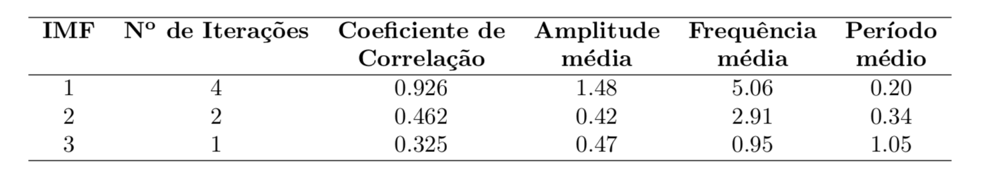 IMF Nº de Iterações Coeficiente de Amplitude Frequência Período
Correlação média média médio
1 4 0.926 1.48 5.06 0.20
2 2 0.462 0.42 2.91 0.34
3 1 0.325 0.47 0.95 1.05